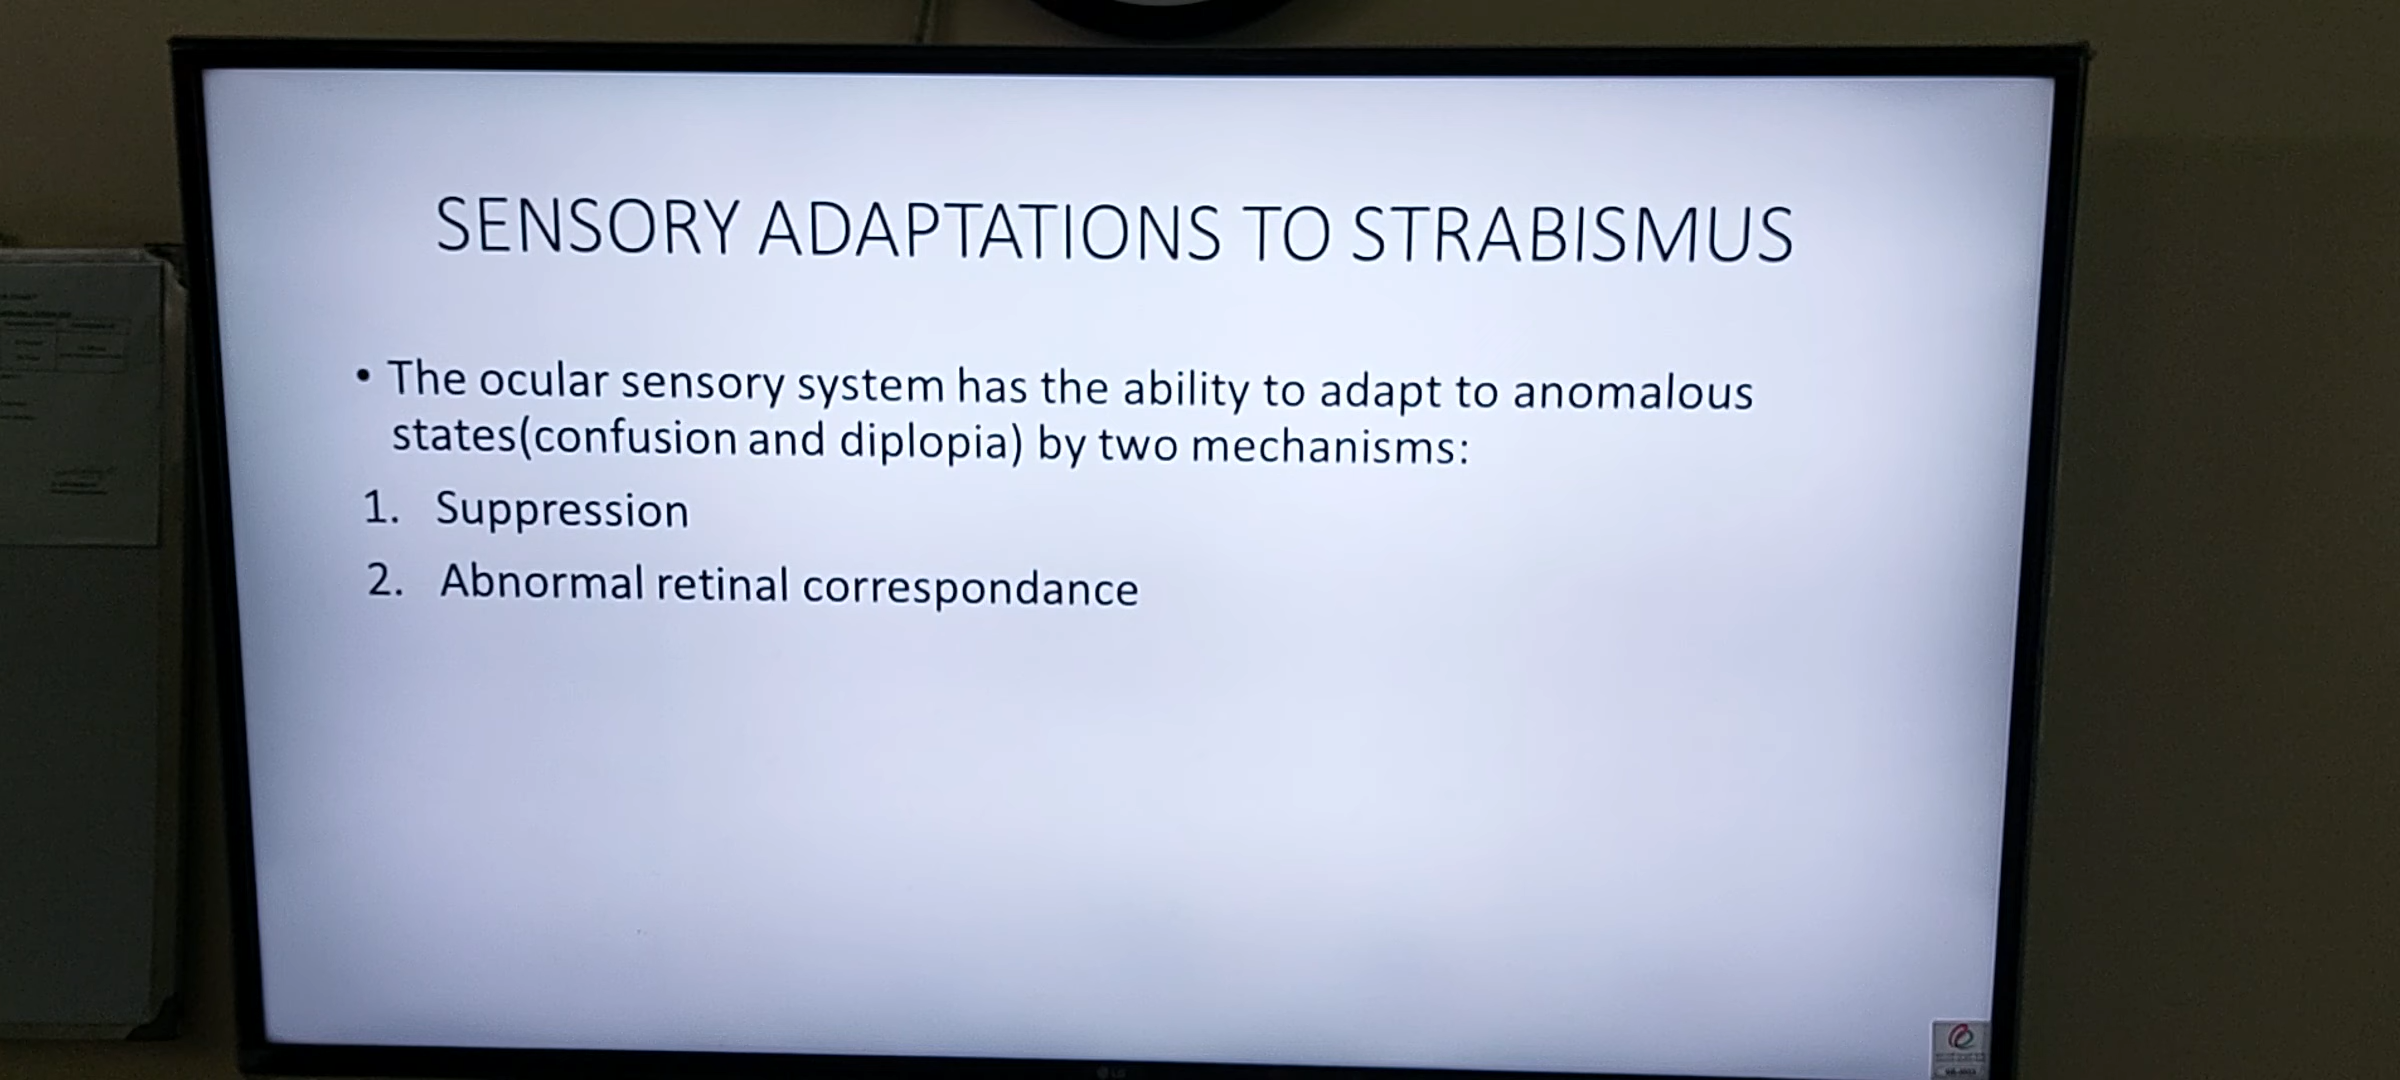 SENSORY ADAPTATIONS TO STRABISMUS
• The ocular sensory system has the ability to adapt to anomalous
states(confusion and diplopia) by two mechanisms:
1. Suppression
2. Abnormal retinal correspondance
LG